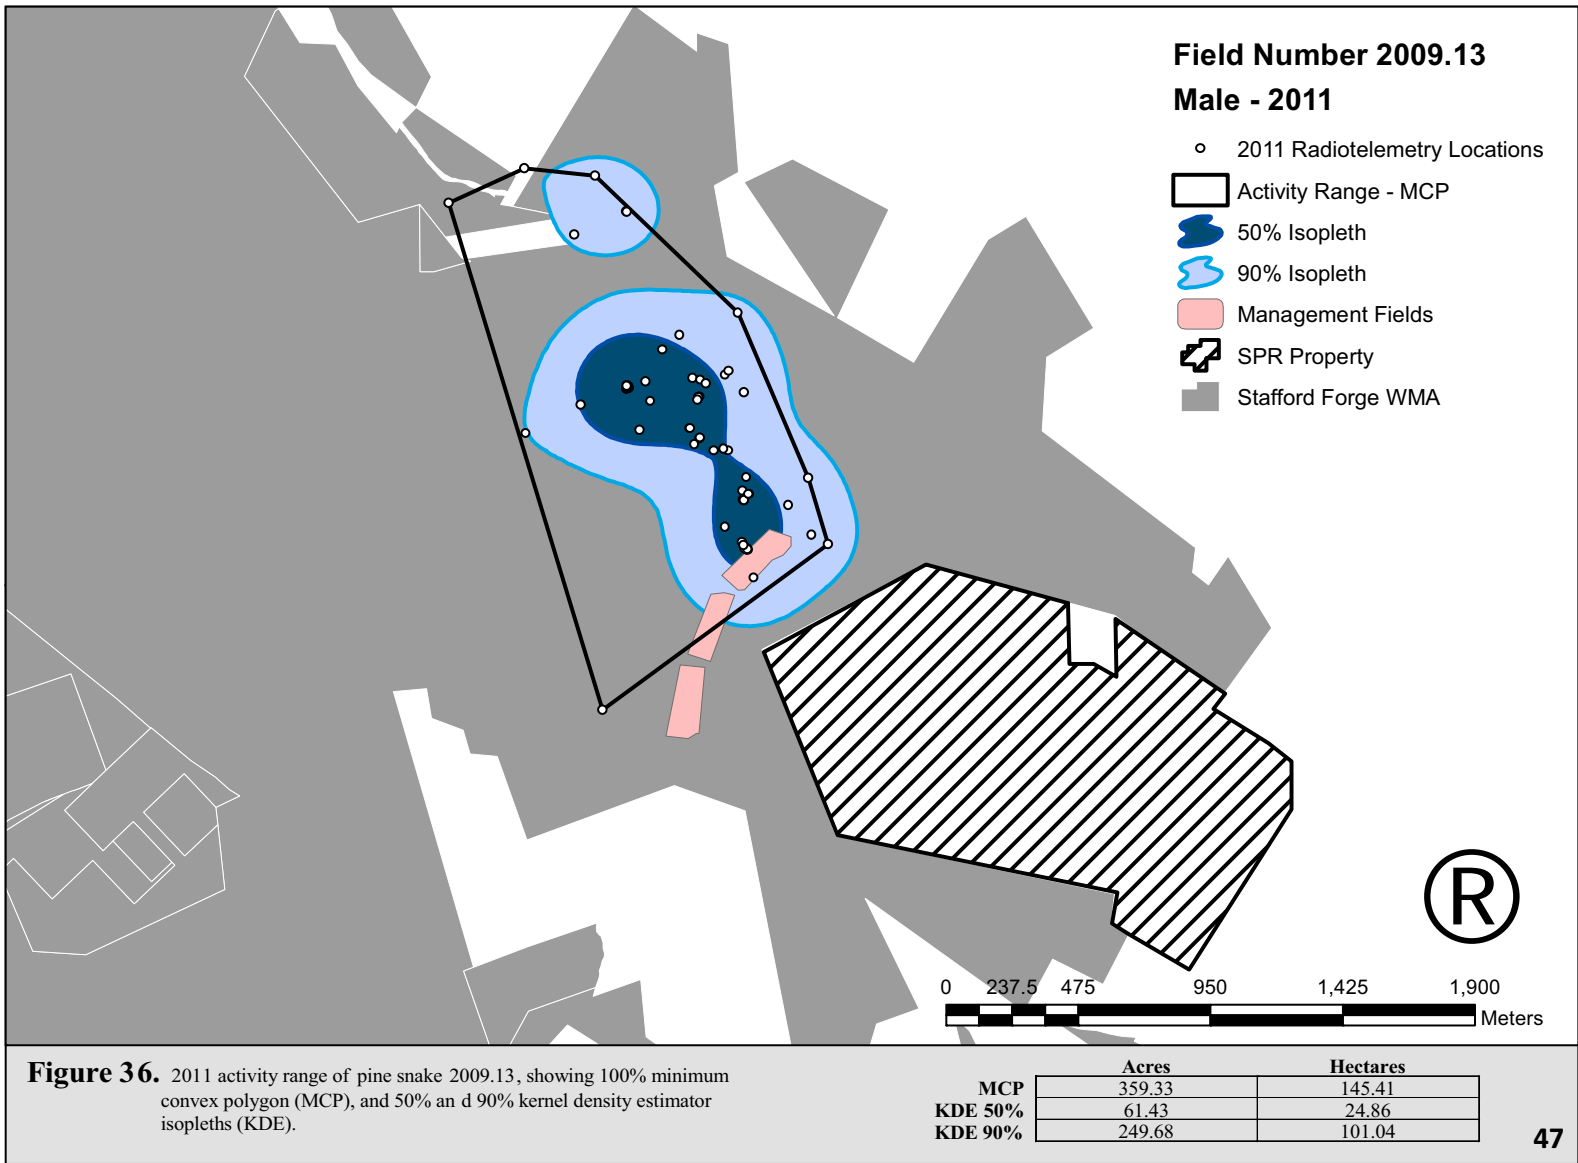 Field Number 2009.13
Male - 2011
2011 Radiotelemetry Locations
Activity Range - MCP
50% Isopleth
90% Isopleth
Management Fields
SPR Property
Stafford Forge WMA
R
0 237.5 475 950 1,425 1,900
Meters
Figure 36. 2011 activity range of pine snake 2009.13, showing 100% minimum
convex polygon (MCP), and 50% an d 90% kernel density estimator
isopleths (KDE).
Acres Hectares
MCP 359.33 145.41
KDE 50% 61.43 24.86
KDE 90% 249.68 101.04
47